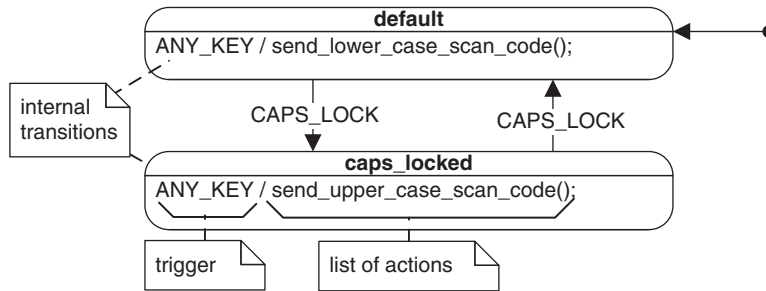 default
ANY_KEY / send_lower_case_scan_code();
internal
transitions
CAPS_LOCK
CAPS_LOCK
caps_locked
ANY_KEY / send_upper_case_scan_code();
trigger
list of actions